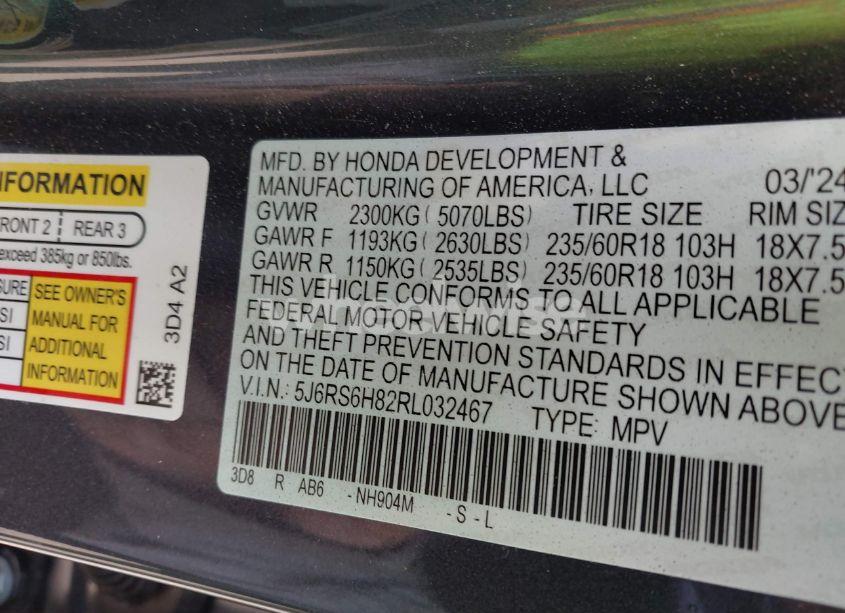 INFORMATION
FRONT 2 REAR 3
exceed 385kg or 850lbs.
SEE OWNER'S
MANUAL FOR
ADDITIONAL
INFORMATION
SI
SI
3D4 A2
MFD. BY HONDA DEVELOPMENT &
MANUFACTURING OF AMERICA, LLC 03/'24
GVWR 2300KG ( 5070LBS) TIRE SIZE RIM SIZ
GAWR F 1193KG ( 2630LBS) 235/60R18 103H 18X7.5
GAWR R 1150KG ( 2535LBS) 235/60R18 103H 18X7.5
THIS VEHICLE CONFORMS TO ALL APPLICABLE
FEDERAL MOTOR VEHICLE SAFETY
AND THEFT PREVENTION STANDARDS IN EFFECT
ON THE DATE OF MANUFACTURE SHOWN ABOVE
V.I.N.: 5J6RS6H82RL032467 TYPE: MPV
3D8 R AB6 -NH904M -S-L